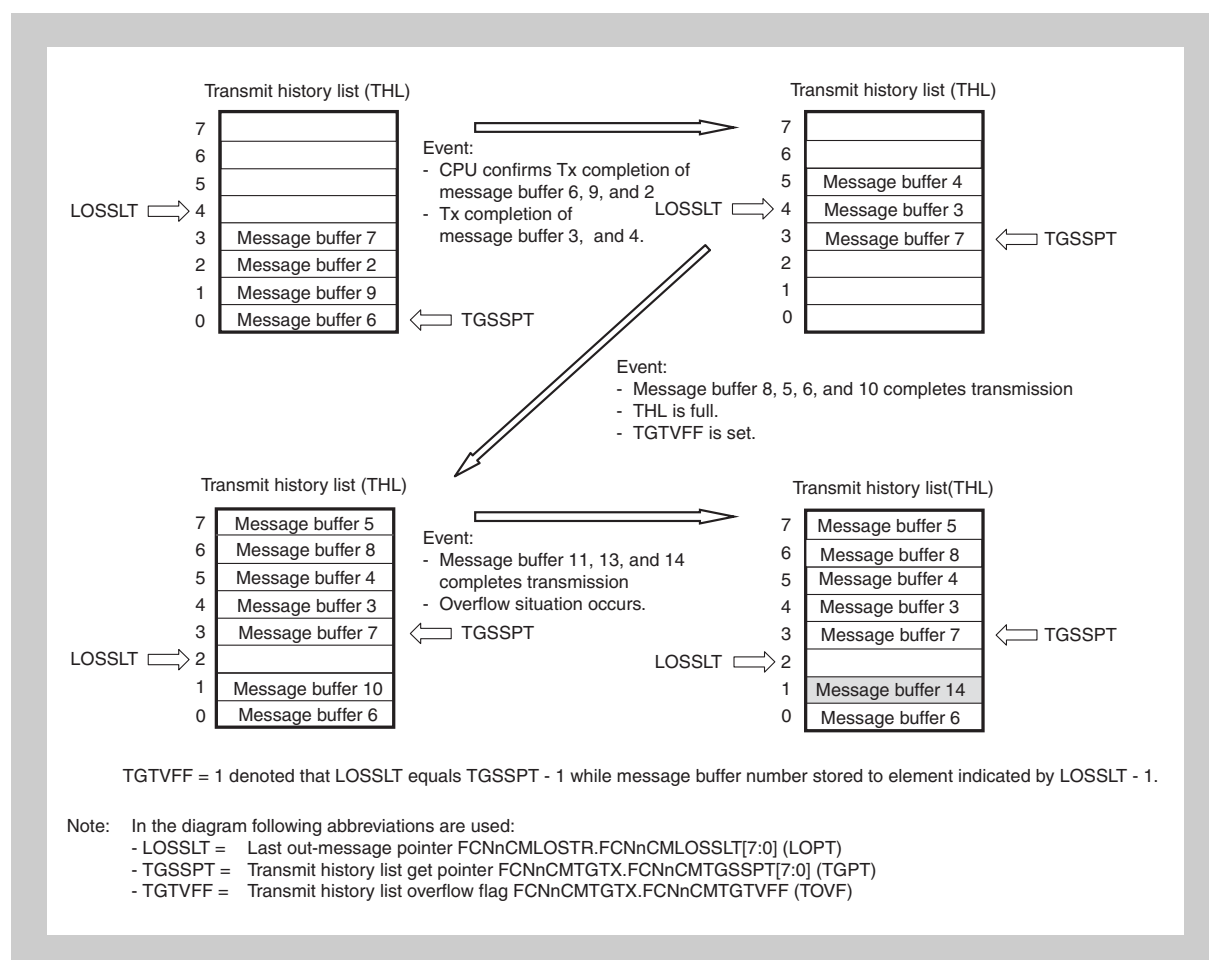 Transmit history list (THL)
7
6
5
LOSSLT 4
3 Message buffer 7
2 Message buffer 2
1 Message buffer 9
0 Message buffer 6 TGSSPT
Event:
- CPU confirms Tx completion of
message buffer 6, 9, and 2
- Tx completion of
message buffer 3,  and 4.
Transmit history list (THL)
7
6
5 Message buffer 4
LOSSLT 4 Message buffer 3
3 Message buffer 7 TGSSPT
2
1
0
Event:
- Message buffer 8, 5, 6, and 10 completes transmission
- THL is full.
- TGTVFF is set.
Transmit history list (THL)
7 Message buffer 5
6 Message buffer 8
5 Message buffer 4
4 Message buffer 3
3 Message buffer 7 TGSSPT
LOSSLT 2
1 Message buffer 10
0 Message buffer 6
Event:
- Message buffer 11, 13, and 14
completes transmission
- Overflow situation occurs.
Transmit history list(THL)
7 Message buffer 5
6 Message buffer 8
5 Message buffer 4
4 Message buffer 3
3 Message buffer 7 TGSSPT
LOSSLT 2
1 Message buffer 14
0 Message buffer 6
TGTVFF = 1 denoted that LOSSLT equals TGSSPT - 1 while message buffer number stored to element indicated by LOSSLT - 1.
Note: In the diagram following abbreviations are used:
- LOSSLT = Last out-message pointer FCNnCMLOSTR.FCNnCMLOSSLT[7:0] (LOPT)
- TGSSPT = Transmit history list get pointer FCNnCMTGTX.FCNnCMTGSSPT[7:0] (TGPT)
- TGTVFF = Transmit history list overflow flag FCNnCMTGTX.FCNnCMTGTVFF (TOVF)